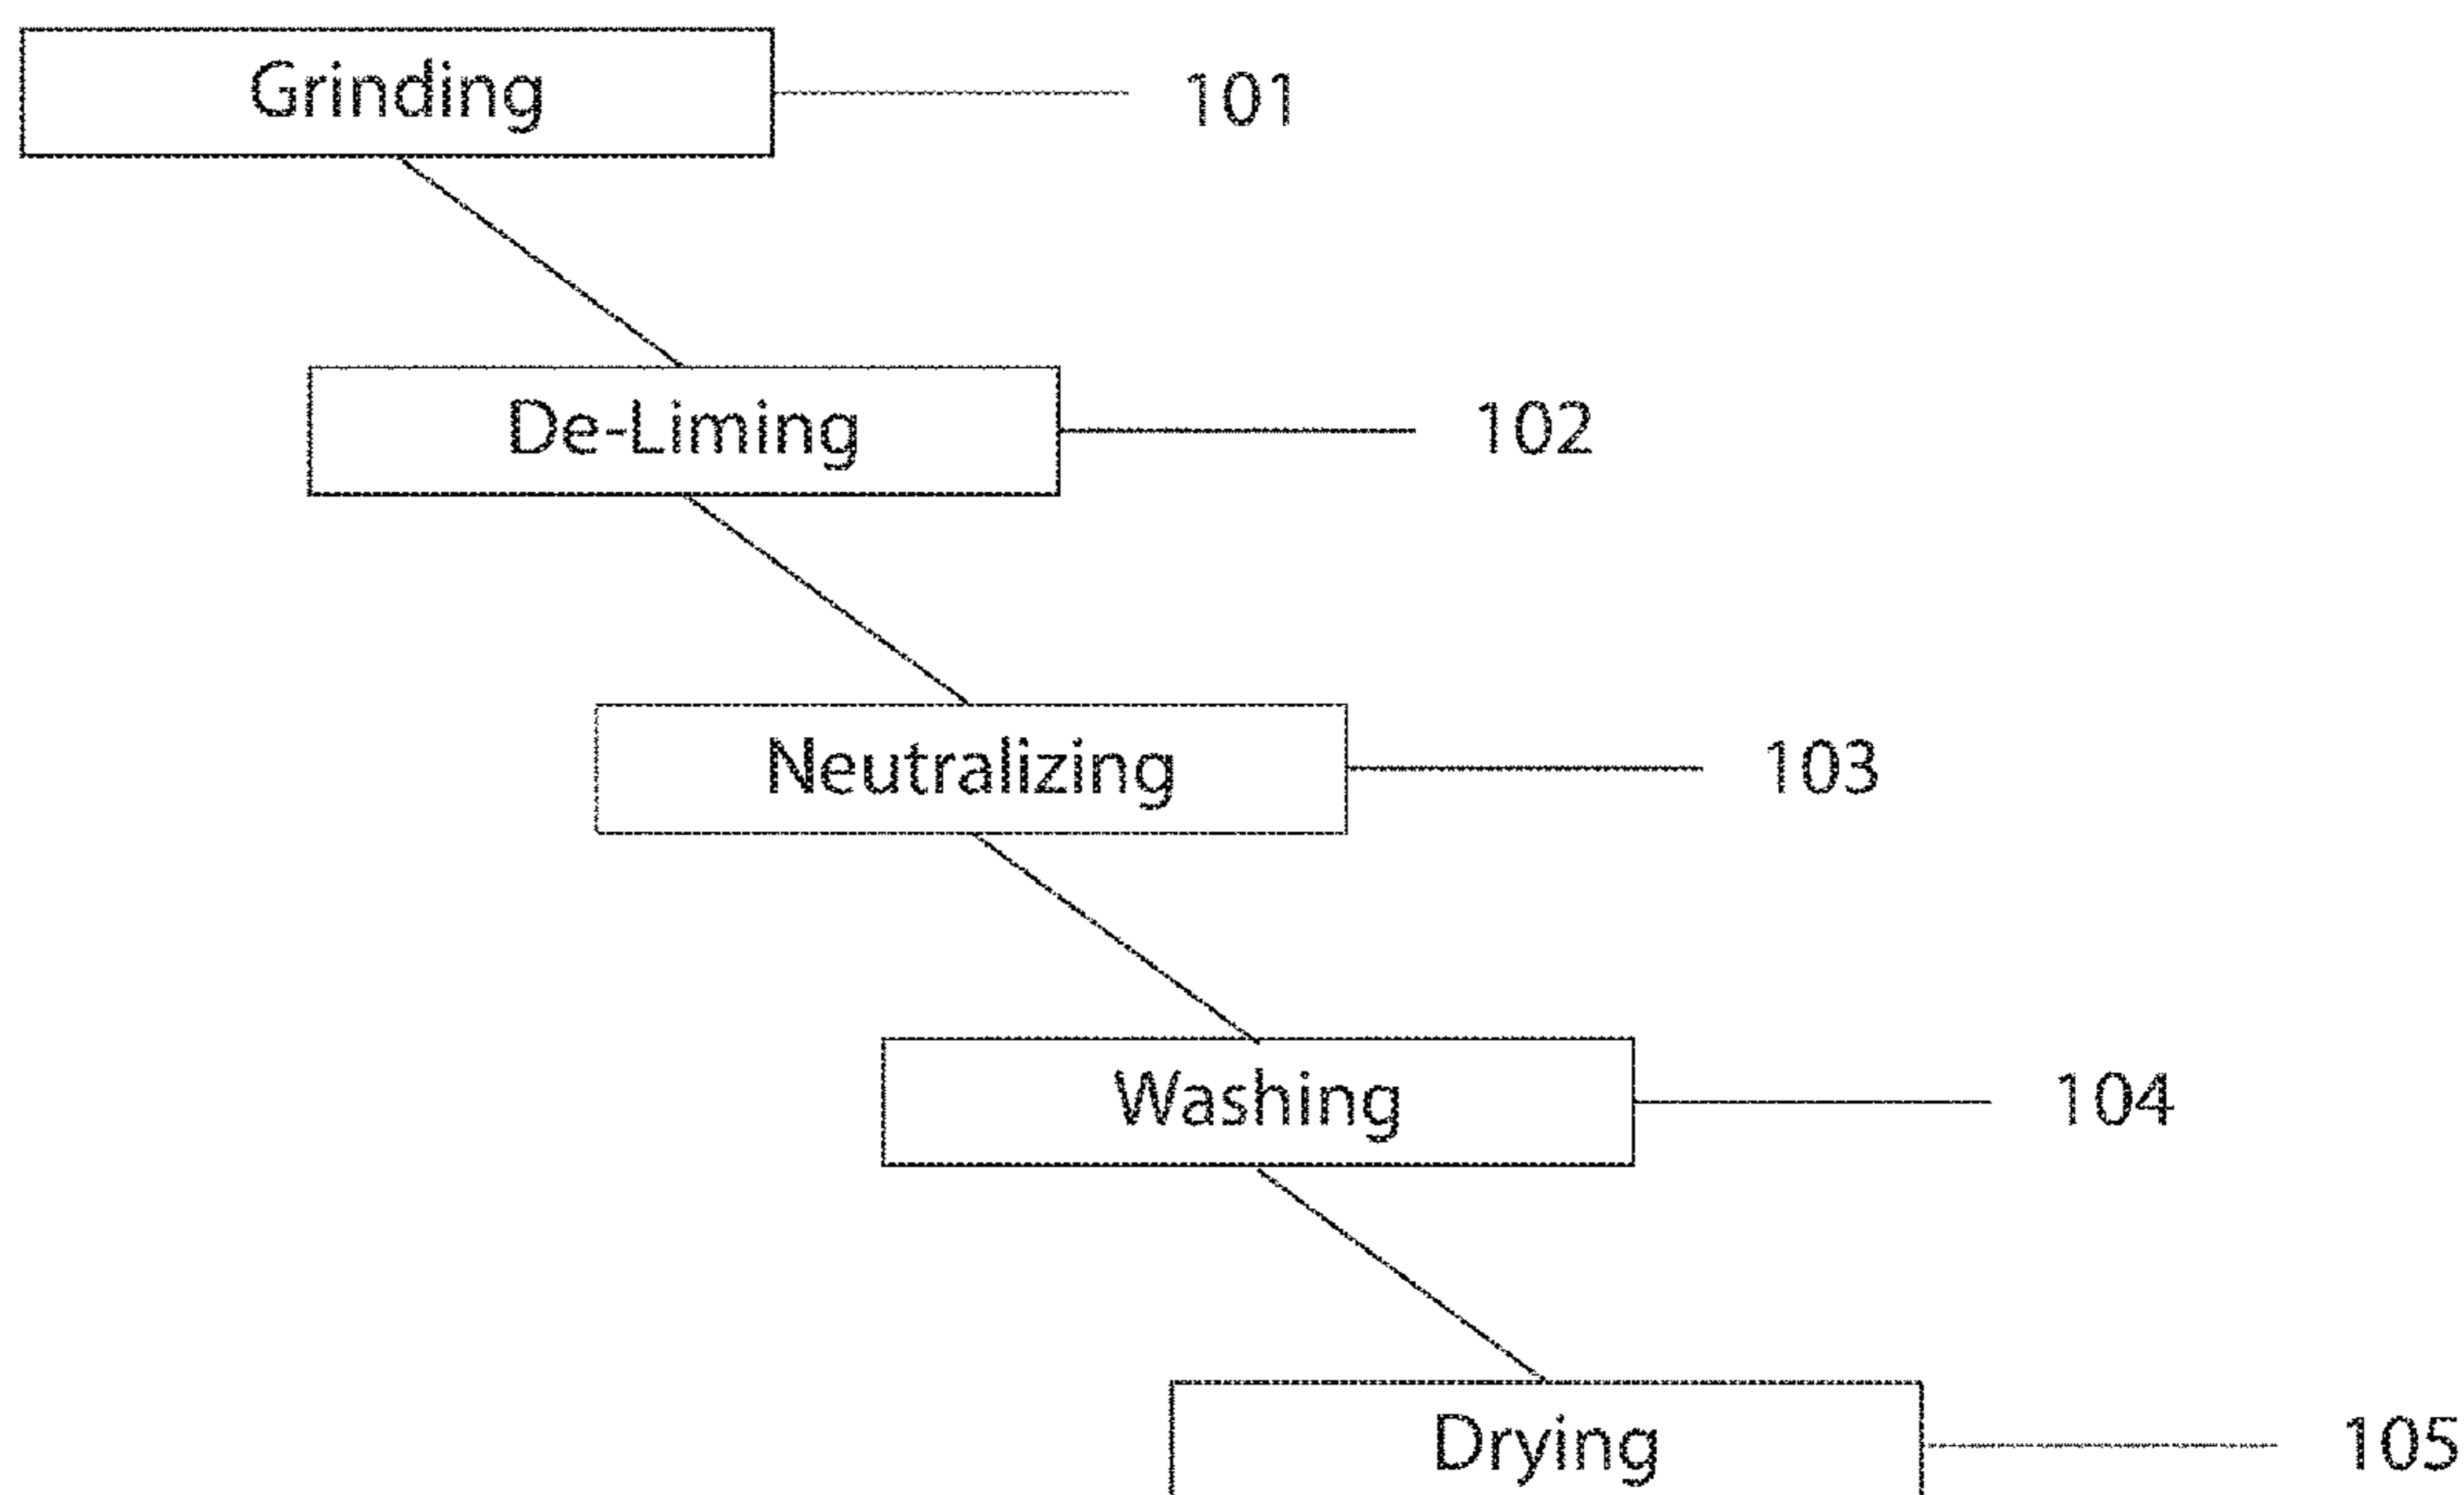 Grinding 101
De-Liming 102
Neutralizing 103
Washing 104
Drying 105